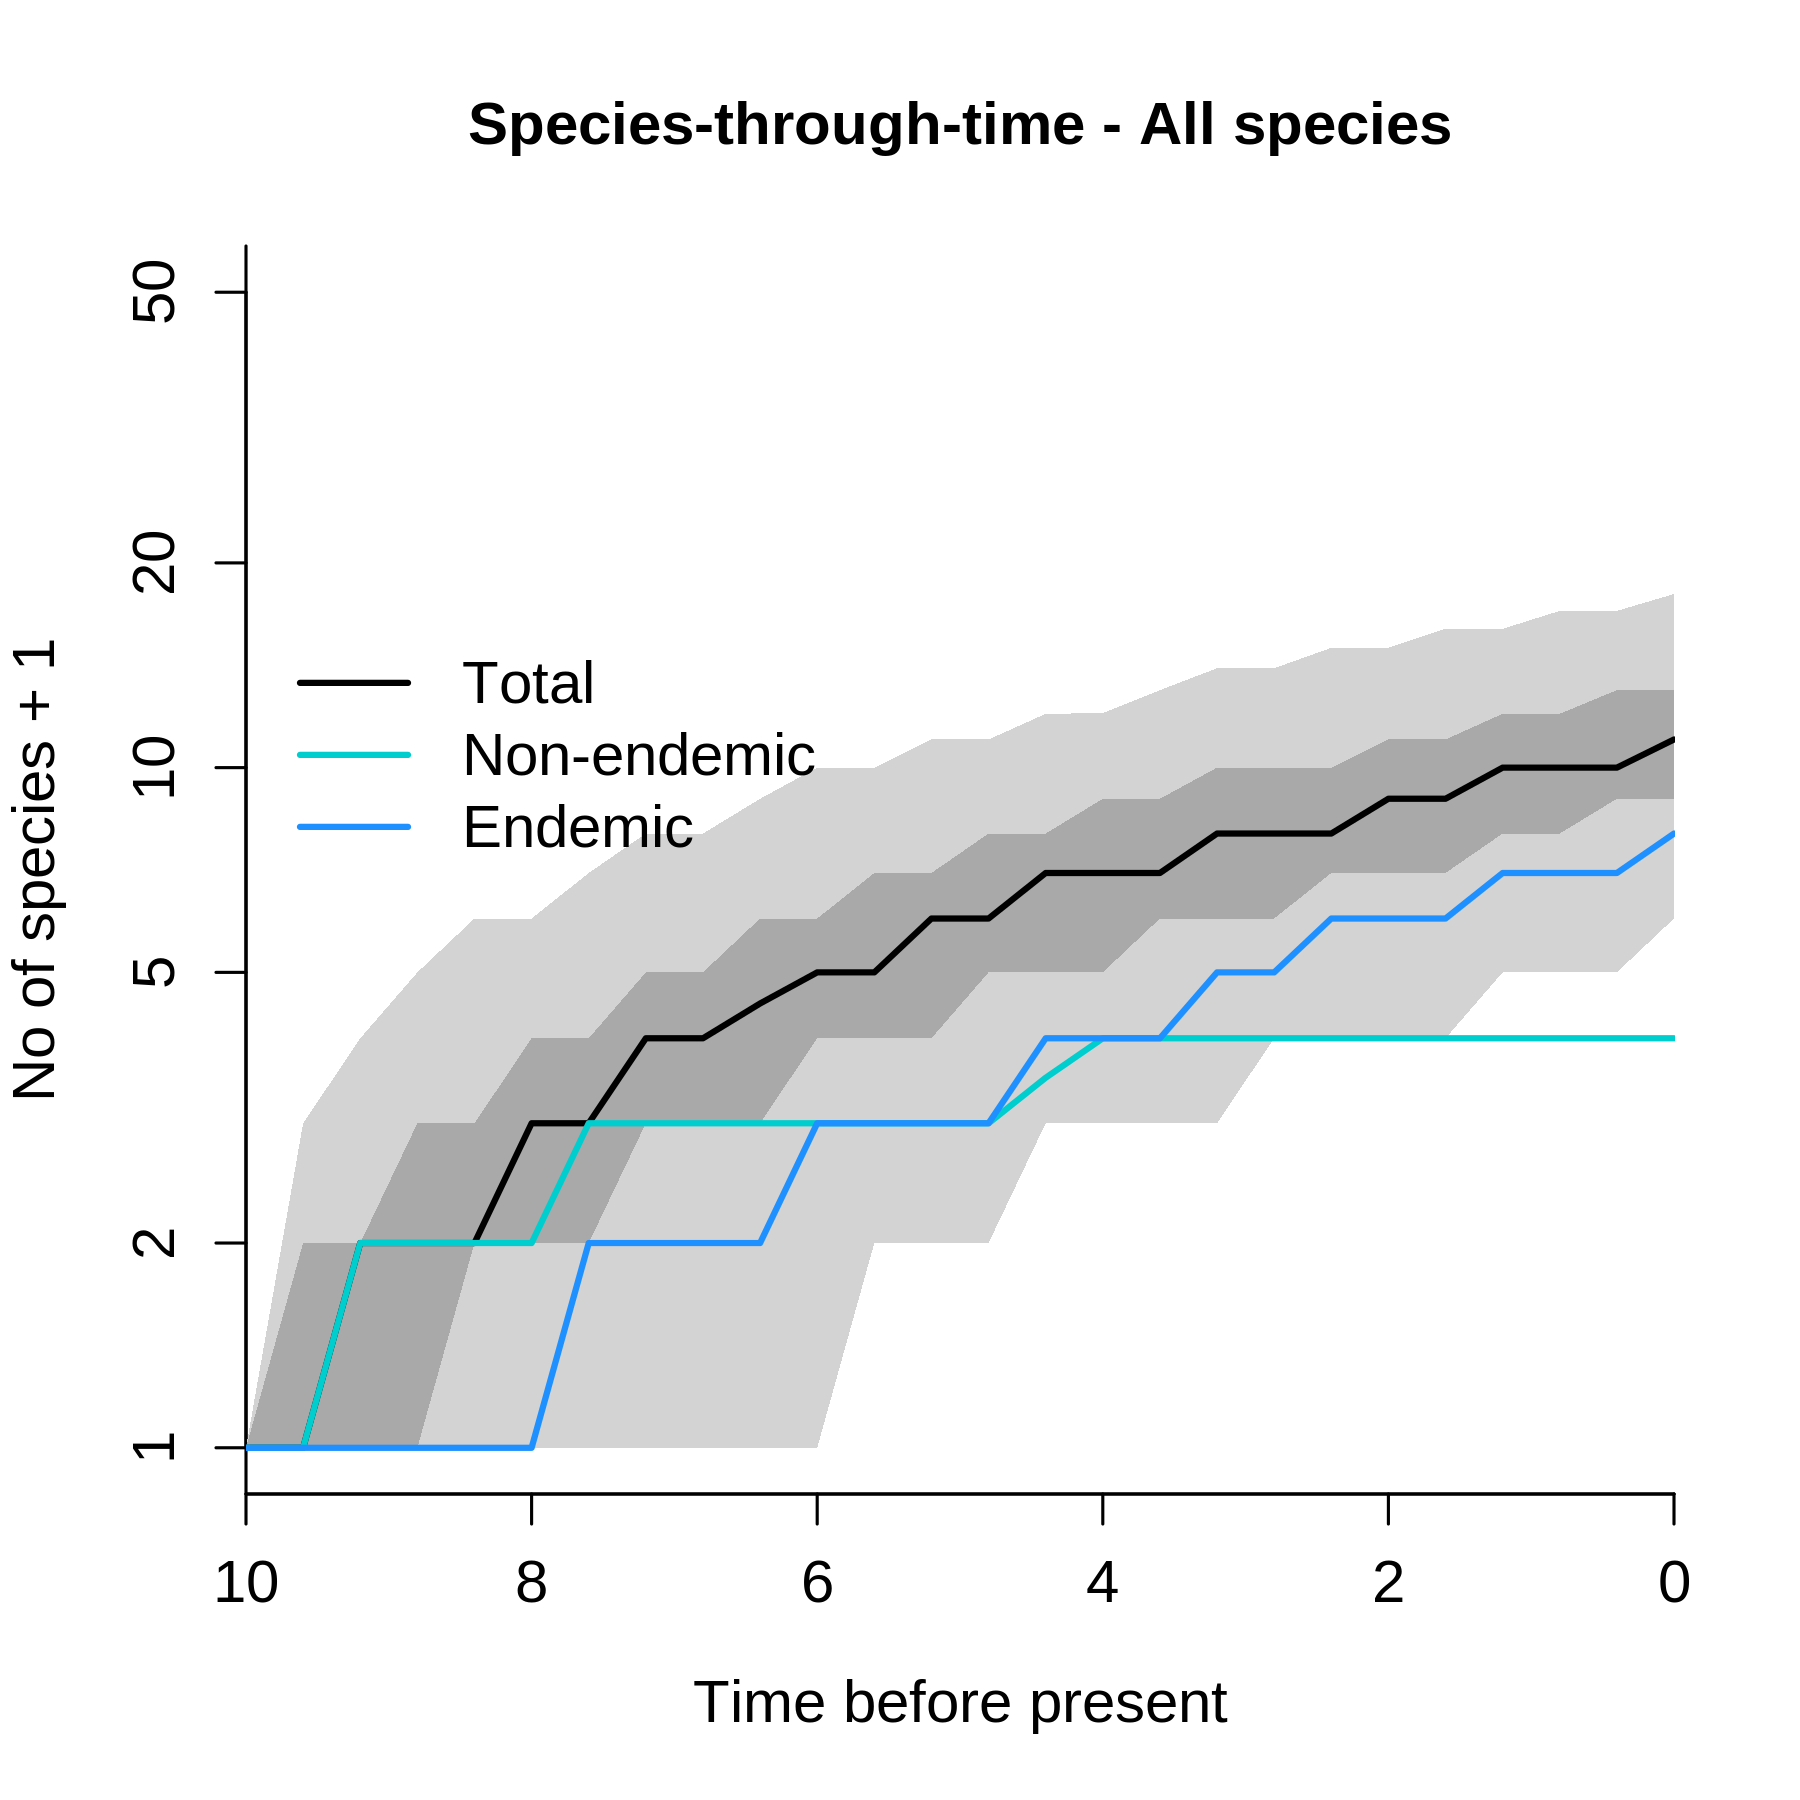 Species-through-time - All species
No of species + 1
50
20
10
5
2
1
Total
Non-endemic
Endemic
10 8 6 4 2 0
Time before present